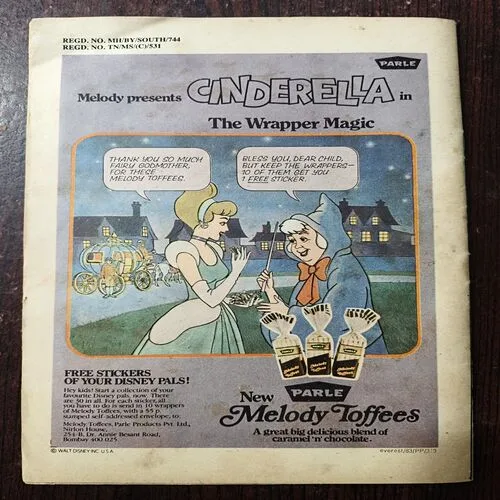 REGD. NO. MH/BY/SOUTH/744
REGD. NO. TN/MS/(C)/531
PARLE
Melody presents CINDERELLA in
The Wrapper Magic
THANK YOU SO MUCH
FAIRY GODMOTHER,
FOR THESE
MELODY TOFFEES.
BLESS YOU, DEAR CHILD,
BUT KEEP THE WRAPPERS—
10 OF THEM GET YOU
1 FREE STICKER.
FREE STICKERS
OF YOUR DISNEY PALS!
Hey kids! Start a collection of your
favourite Disney pals, now. There
are 30 in all. For each sticker, all
you have to do is send in 10 wrappers
of Melody Toffees, with a 55 p.
stamped self-addressed envelope, to:
Melody Toffees, Parle Products Pvt. Ltd.,
Nirlon House,
254-B, Dr. Annie Besant Road,
Bombay 400 025
PARLE
New
Melody Toffees
A great big delicious blend of
caramel 'n' chocolate.
© WALT DISNEY INC U S A
everest/83/PP/